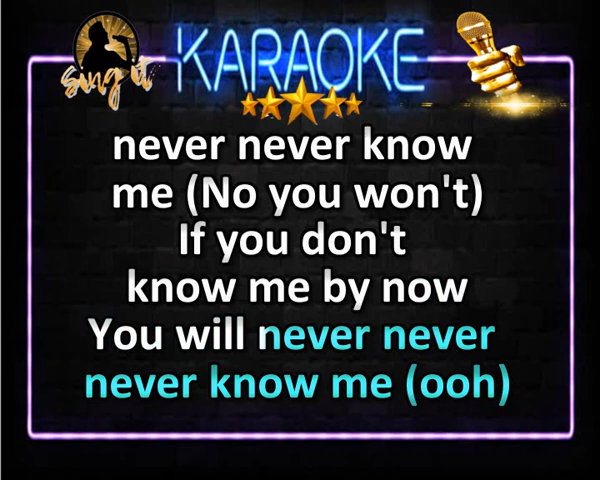 Sing it
KARAOKE
never never know
me (No you won't)
If you don't
know me by now
You will never never
never know me (ooh)